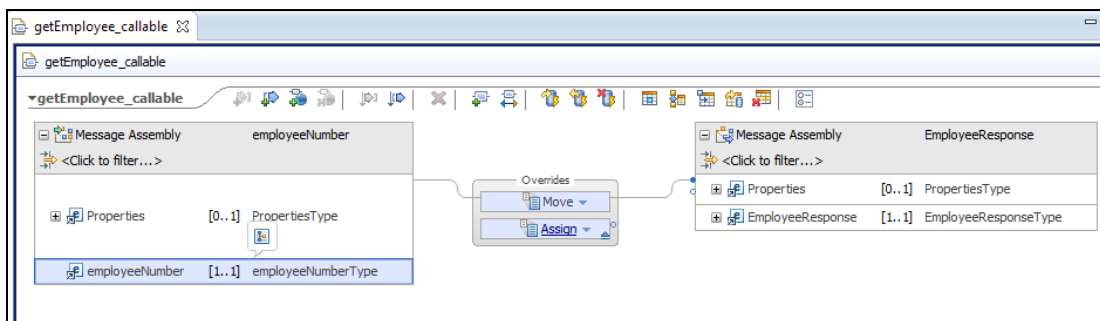 getEmployee_callable
getEmployee_callable
getEmployee_callable
Message Assembly employeeNumber
<Click to filter...>
Properties [0..1] PropertiesType
employeeNumber [1..1] employeeNumberType
Overrides
Move
Assign
Message Assembly EmployeeResponse
<Click to filter...>
Properties [0..1] PropertiesType
EmployeeResponse [1..1] EmployeeResponseType